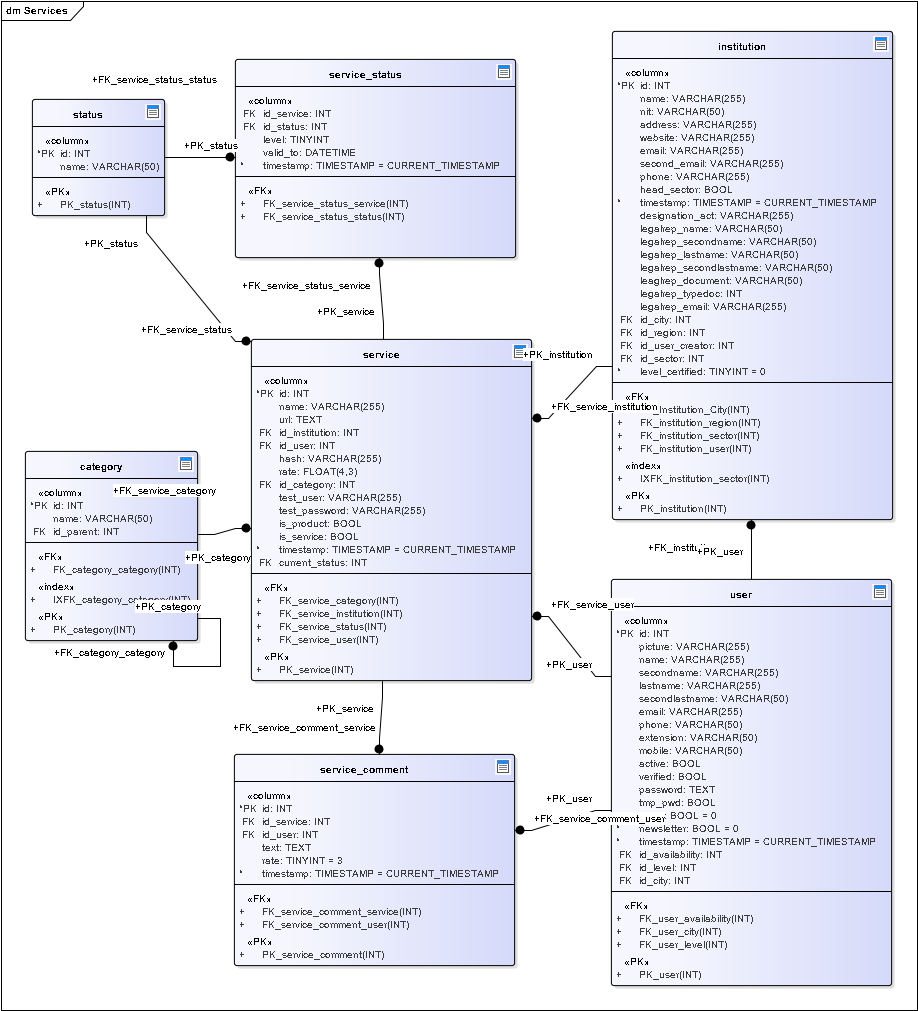 dm Services
+FK_service_status_status
status
«column»
*PK id: INT
name: VARCHAR(50)
«PK»
+ PK_status(INT)
+PK_status
service_status
«column»
FK id_service: INT
FK id_status: INT
level: TINYINT
valid_to: DATETIME
* timestamp: TIMESTAMP = CURRENT_TIMESTAMP
«FK»
+ FK_service_status_service(INT)
+ FK_service_status_status(INT)
institution
«column»
*PK id: INT
name: VARCHAR(255)
nit: VARCHAR(50)
address: VARCHAR(255)
website: VARCHAR(255)
email: VARCHAR(255)
second_email: VARCHAR(255)
phone: VARCHAR(255)
head_sector: BOOL
* timestamp: TIMESTAMP = CURRENT_TIMESTAMP
designation_act: VARCHAR(255)
legalrep_name: VARCHAR(50)
legalrep_secondname: VARCHAR(50)
legalrep_lastname: VARCHAR(50)
legalrep_secondlastname: VARCHAR(50)
leaglrep_document: VARCHAR(50)
legalrep_typedoc: INT
legalrep_email: VARCHAR(255)
FK id_city: INT
FK id_region: INT
FK id_user_creator: INT
FK id_sector: INT
* level_certified: TINYINT = 0
«FK»
_Institution_City(INT)
+ FK_institution_region(INT)
+ FK_institution_sector(INT)
+ FK_institution_user(INT)
«index»
+ IXFK_institution_sector(INT)
«PK»
+ PK_institution(INT)
+PK_status
+FK_service_status
+FK_service_status_service
+PK_service
+PK_institution
+FK_service_institution
service
«column»
*PK id: INT
name: VARCHAR(255)
url: TEXT
FK id_institution: INT
FK id_user: INT
hash: VARCHAR(255)
rate: FLOAT(4,3)
FK id_category: INT
test_user: VARCHAR(255)
test_password: VARCHAR(255)
is_product: BOOL
is_service: BOOL
* timestamp: TIMESTAMP = CURRENT_TIMESTAMP
FK current_status: INT
«FK»
+ FK_service_category(INT)
+ FK_service_institution(INT)
+ FK_service_status(INT)
+ FK_service_user(INT)
«PK»
+ PK_service(INT)
category
«column»
+FK_service_category
*PK id: INT
name: VARCHAR(50)
FK id_parent: INT
+PK_category
«FK»
+ FK_category_category(INT)
«index»
+ IXFK_category_category(INT)
+PK_category
«PK»
+ PK_category(INT)
+FK_category_category
+PK_user
+FK_service_user
+PK_user
user
«column»
*PK id: INT
picture: VARCHAR(255)
name: VARCHAR(255)
secondname: VARCHAR(255)
lastname: VARCHAR(255)
secondlastname: VARCHAR(50)
email: VARCHAR(255)
phone: VARCHAR(50)
extension: VARCHAR(50)
mobile: VARCHAR(50)
active: BOOL
verified: BOOL
password: TEXT
tmp_pwd: BOOL
BOOL = 0
* newsletter: BOOL = 0
* timestamp: TIMESTAMP = CURRENT_TIMESTAMP
FK id_availability: INT
FK id_level: INT
FK id_city: INT
«FK»
+ FK_user_availability(INT)
+ FK_user_city(INT)
+ FK_user_level(INT)
«PK»
+ PK_user(INT)
+PK_service
+FK_service_comment_service
+PK_user
+FK_service_comment_user
service_comment
«column»
*PK id: INT
FK id_service: INT
FK id_user: INT
text: TEXT
rate: TINYINT = 3
* timestamp: TIMESTAMP = CURRENT_TIMESTAMP
«FK»
+ FK_service_comment_service(INT)
+ FK_service_comment_user(INT)
«PK»
+ PK_service_comment(INT)